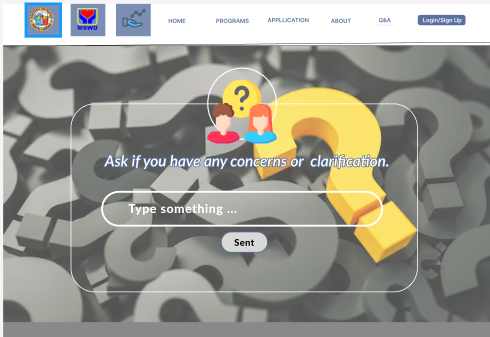 MSWD
HOME
PROGRAMS
APPLLICATION
ABOUT
Q&A
Login/Sign Up
?
Ask if you have any concerns or clarification.
Type something ...
Sent